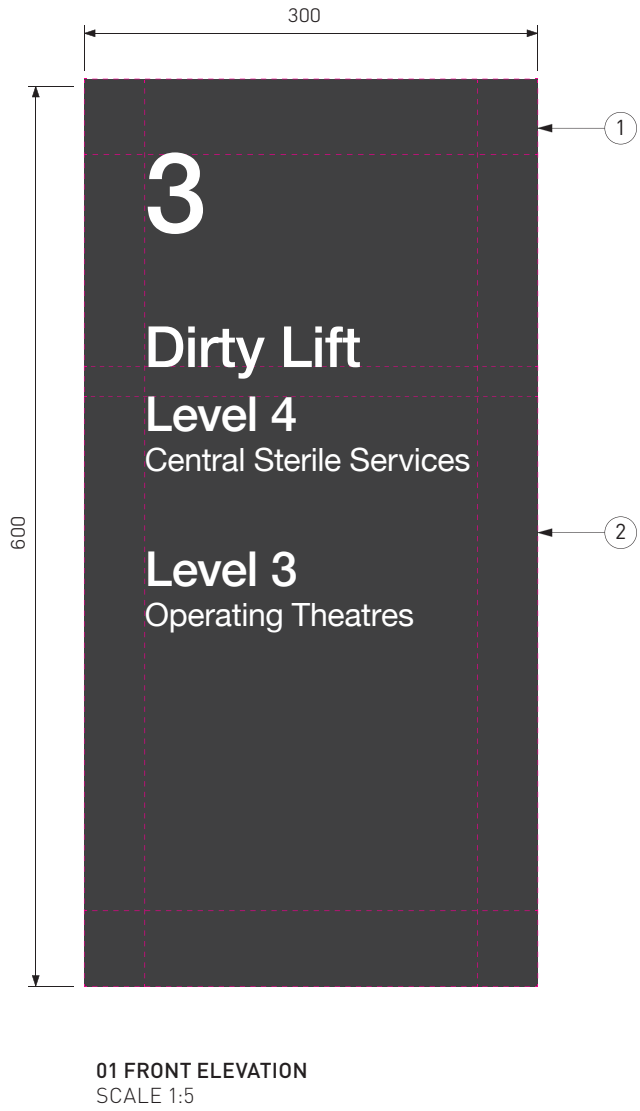 300
1
3
Dirty Lift
Level 4
Central Sterile Services
600
2
Level 3
Operating Theatres
01 FRONT ELEVATION
SCALE 1:5